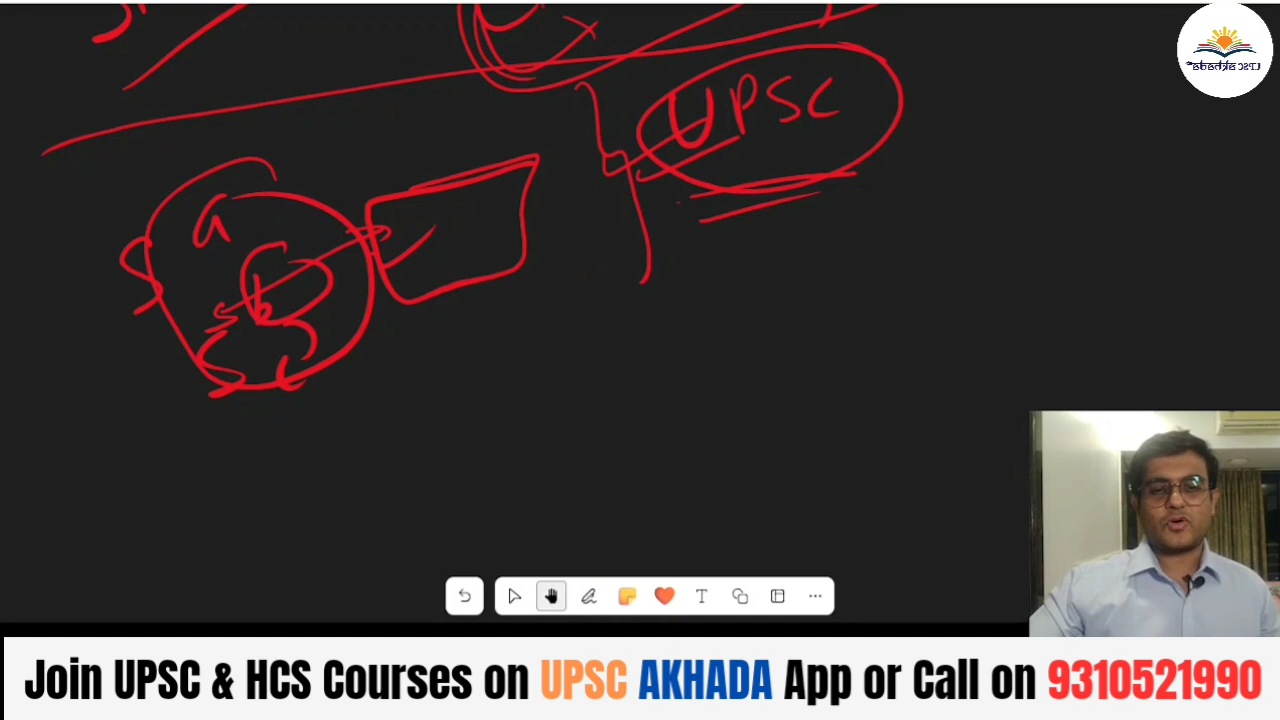 UPSC
a
b
T
Join UPSC & HCS Courses on UPSC AKHADA App or Call on 9310521990